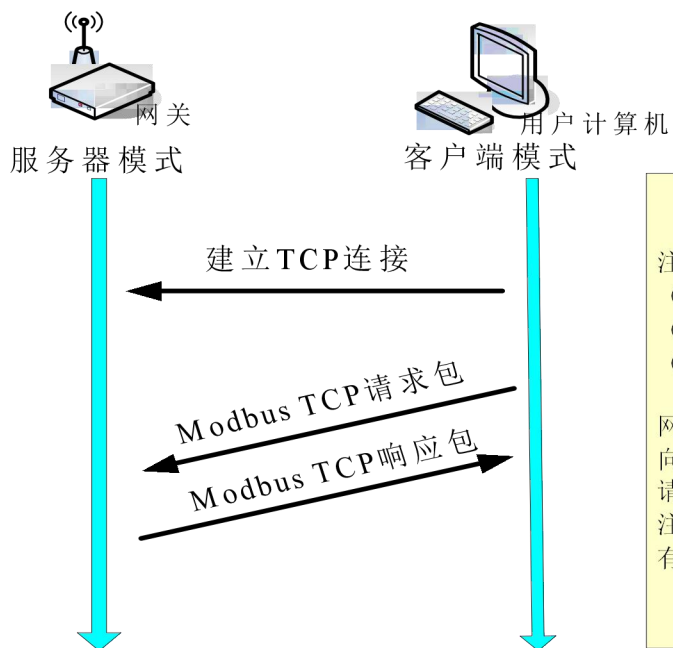 网关
用户计算机
服务器模式
客户端模式
建立TCP连接
Modbus TCP请求包
Modbus TCP响应包
注
网
向
请
注
有